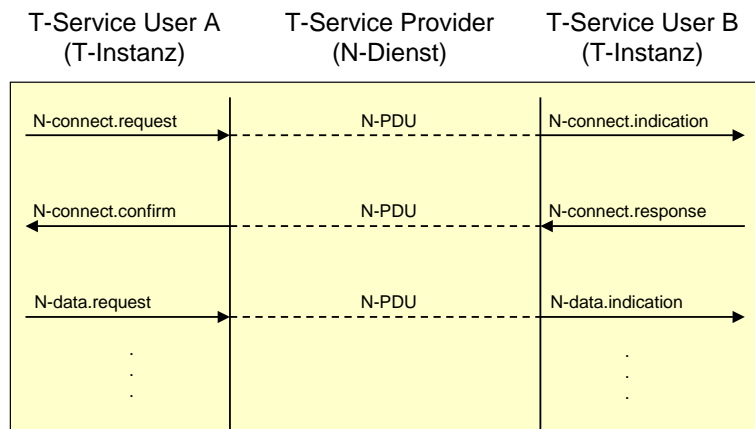 T-Service User A
(T-Instanz)
T-Service Provider
(N-Dienst)
T-Service User B
(T-Instanz)
N-connect.request
N-PDU
N-connect.indication
N-connect.confirm
N-PDU
N-connect.response
N-data.request
N-PDU
N-data.indication
.
.
.
.
.
.